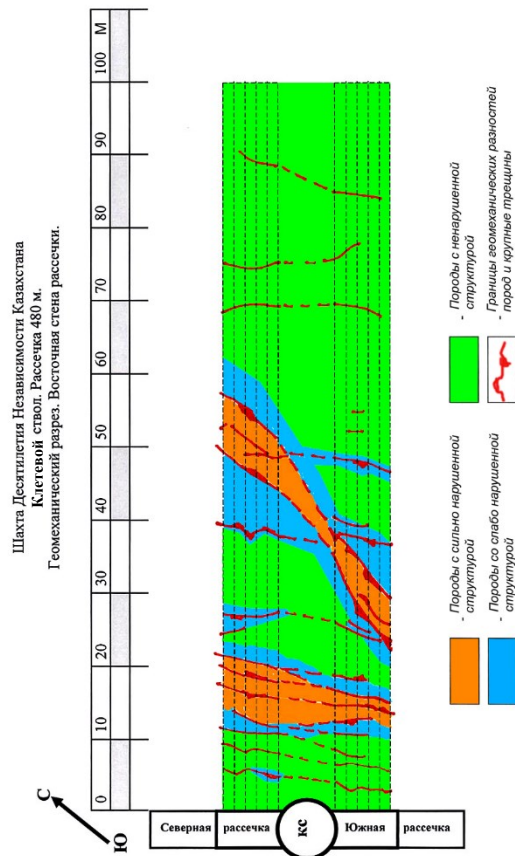 Шахта Десятилетия Независимости Казахстана
Клетевой ствол. Рассечка 480 м.
Геомеханический разрез. Восточная стена рассечки.
С
Ю
0 10 20 30 40 50 60 70 80 90 100 М
Северная рассечка
КС
Южная рассечка
- Породы с сильно нарушенной структурой
- Породы со слабо нарушенной структурой
- Породы с ненарушенной структурой
- Границы геомеханических разностей пород и крупные трещины